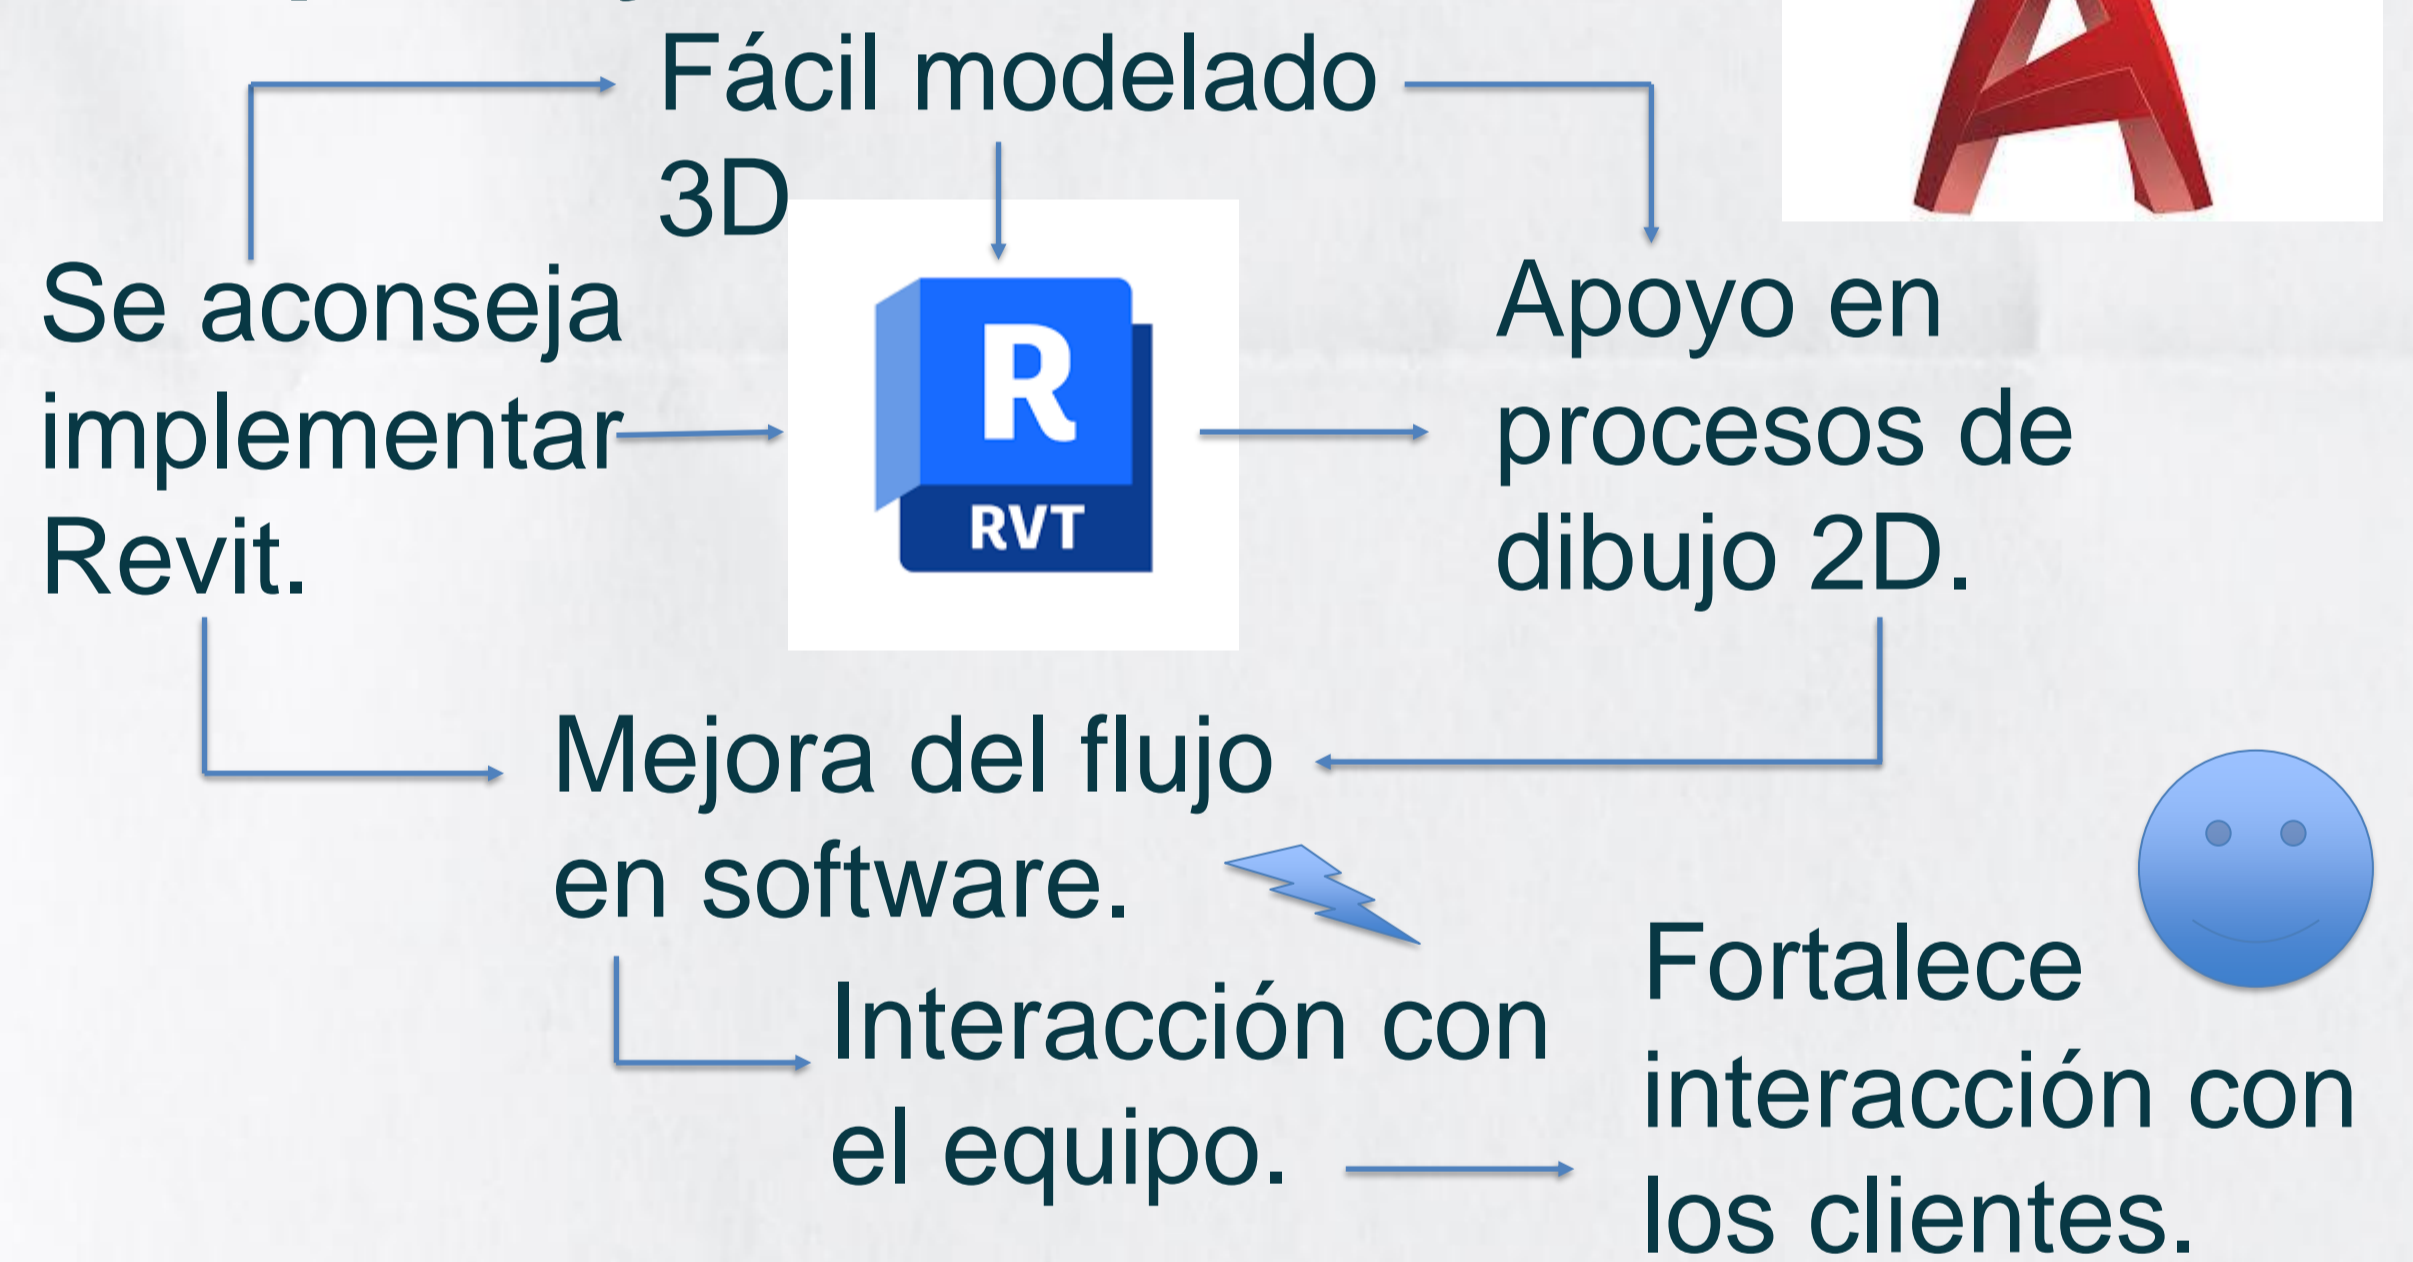 Fácil modelado
3D
Se aconseja
implementar
Revit.
R
RVT
Apoyo en
procesos de
dibujo 2D.
Mejora del flujo
en software.
Interacción con
el equipo.
Fortalece
interacción con
los clientes.